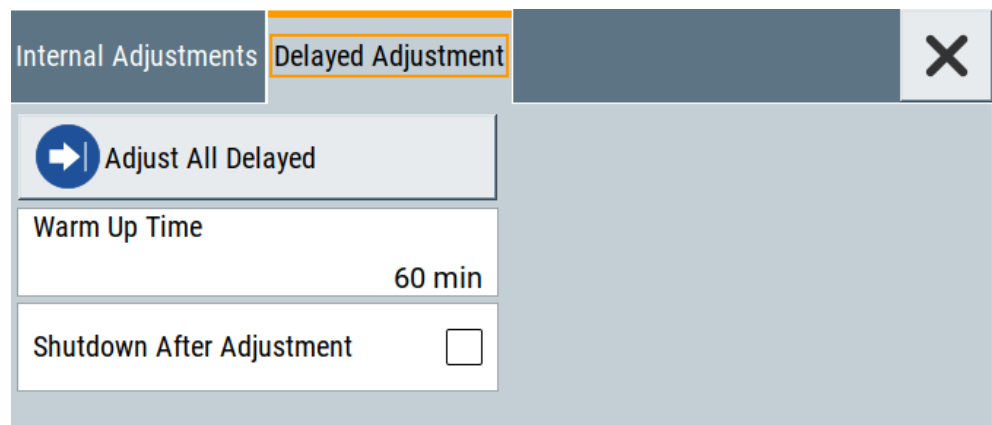 Internal Adjustments
Delayed Adjustment
Adjust All Delayed
Warm Up Time
60 min
Shutdown After Adjustment